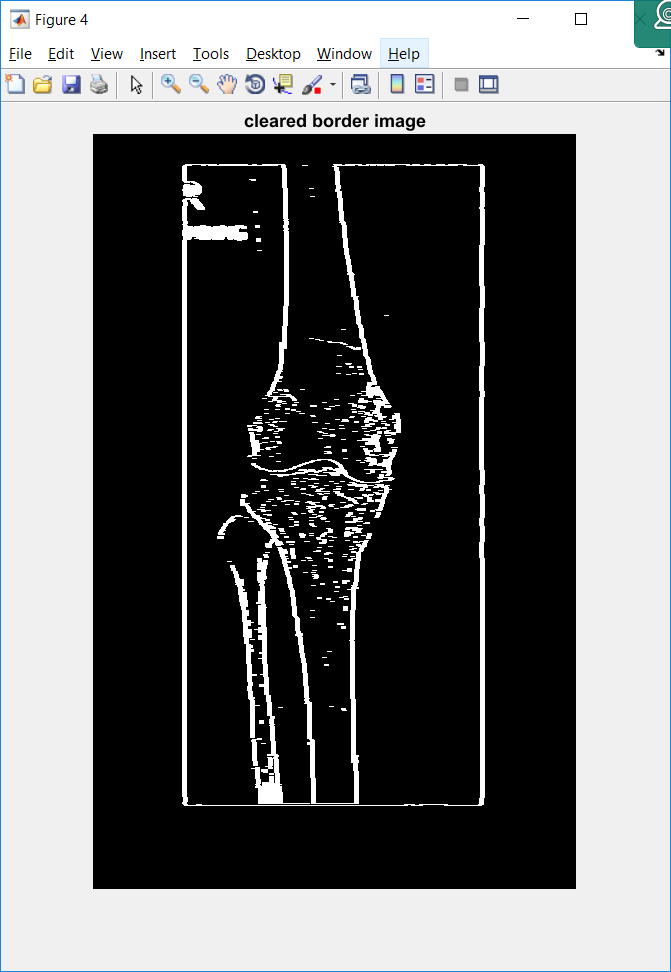 Figure 4
File Edit View Insert Tools Desktop Window Help
cleared border image
R